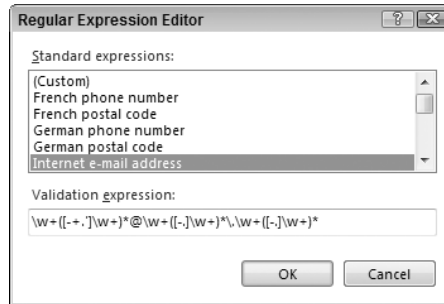 Regular Expression Editor
Standard expressions:
(Custom)
French phone number
French postal code
German phone number
German postal code
Internet e-mail address
Validation expression:
\w+([-+.']\w+)*@\w+([-.]\w+)*\.\w+([-.]\w+)*
OK Cancel